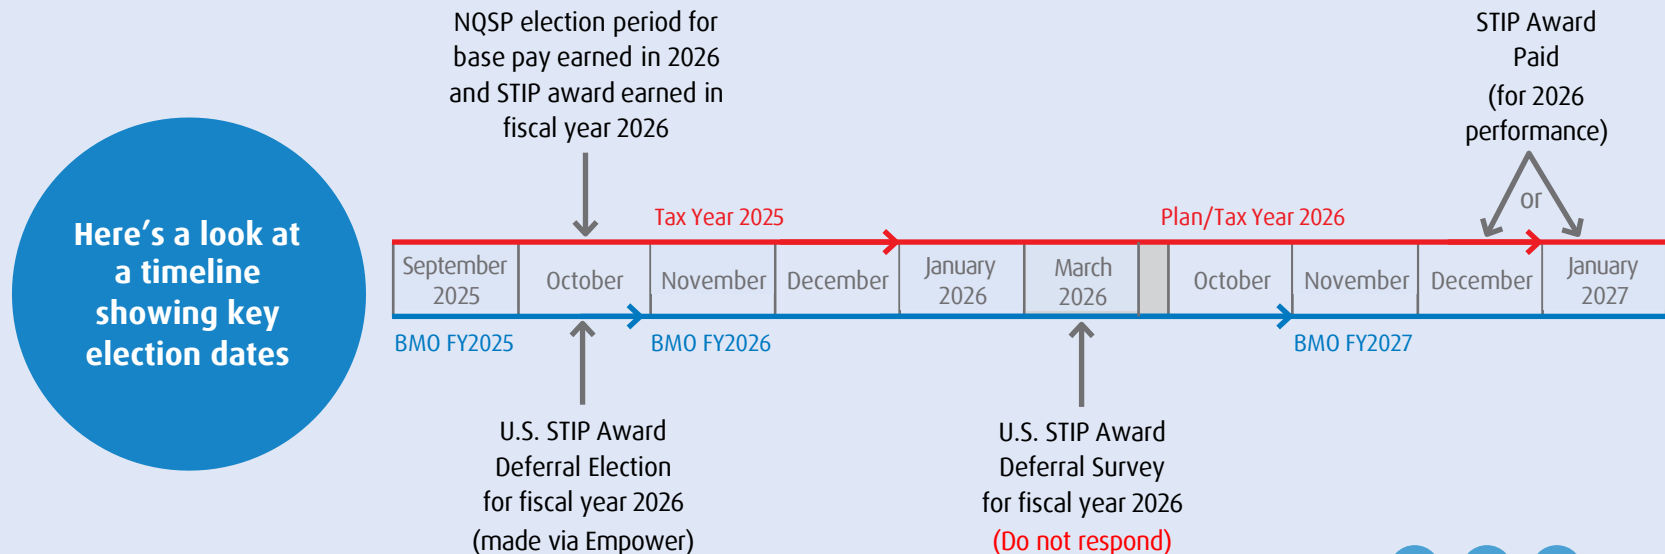 NQSP election period for
base pay earned in 2026
and STIP award earned in
fiscal year 2026
STIP Award
Paid
(for 2026
performance)
or
Here's a look at
a timeline
showing key
election dates
Tax Year 2025
Plan/Tax Year 2026
September
2025
October
November
December
January
2026
March
2026
October
November
December
January
2027
BMO FY2025
BMO FY2026
BMO FY2027
U.S. STIP Award
Deferral Election
for fiscal year 2026
(made via Empower)
U.S. STIP Award
Deferral Survey
for fiscal year 2026
(Do not respond)